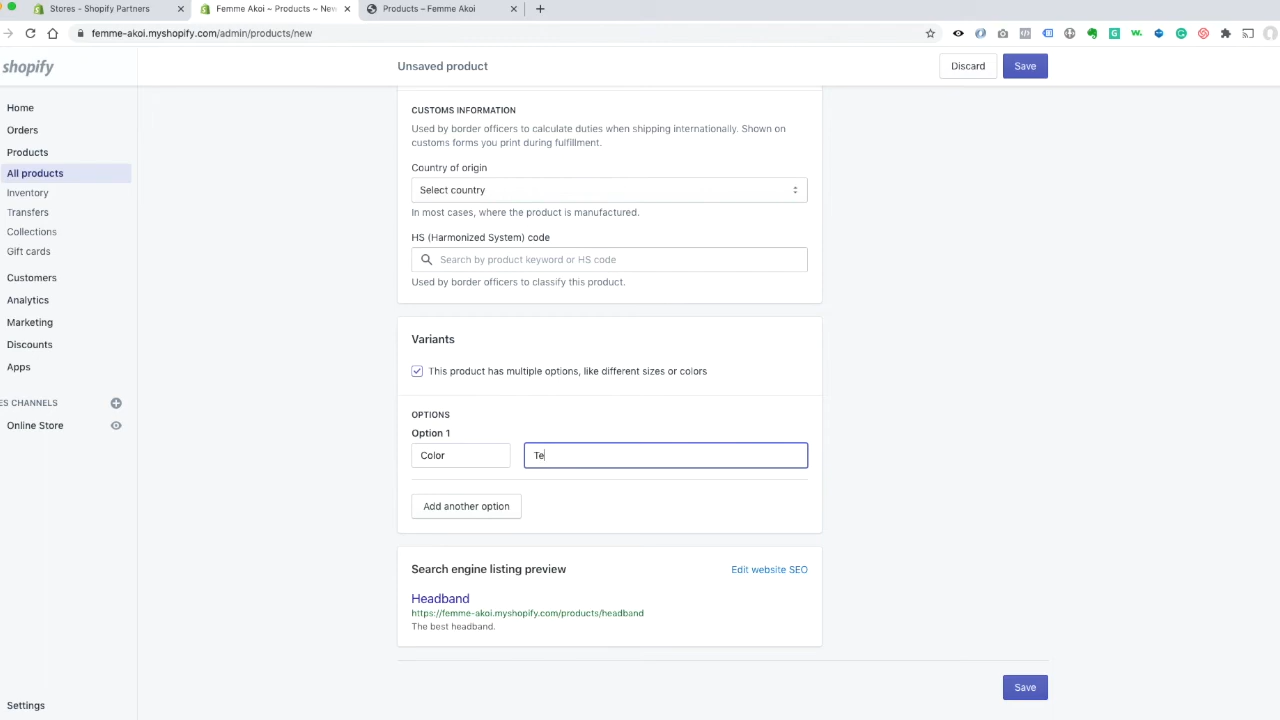 Stores - Shopify Partners
Femme Akoi ~ Products ~ New
Products – Femme Akoi
femme-akoi.myshopify.com/admin/products/new
shopify
Unsaved product
Discard
Save
Home
Orders
Products
All products
Inventory
Transfers
Collections
Gift cards
Customers
Analytics
Marketing
Discounts
Apps
ES CHANNELS
Online Store
Settings
CUSTOMS INFORMATION
Used by border officers to calculate duties when shipping internationally. Shown on
customs forms you print during fulfillment.
Country of origin
Select country
In most cases, where the product is manufactured.
HS (Harmonized System) code
Search by product keyword or HS code
Used by border officers to classify this product.
Variants
This product has multiple options, like different sizes or colors
OPTIONS
Option 1
Color
Te
Add another option
Search engine listing preview
Edit website SEO
Headband
https://femme-akoi.myshopify.com/products/headband
The best headband.
Save